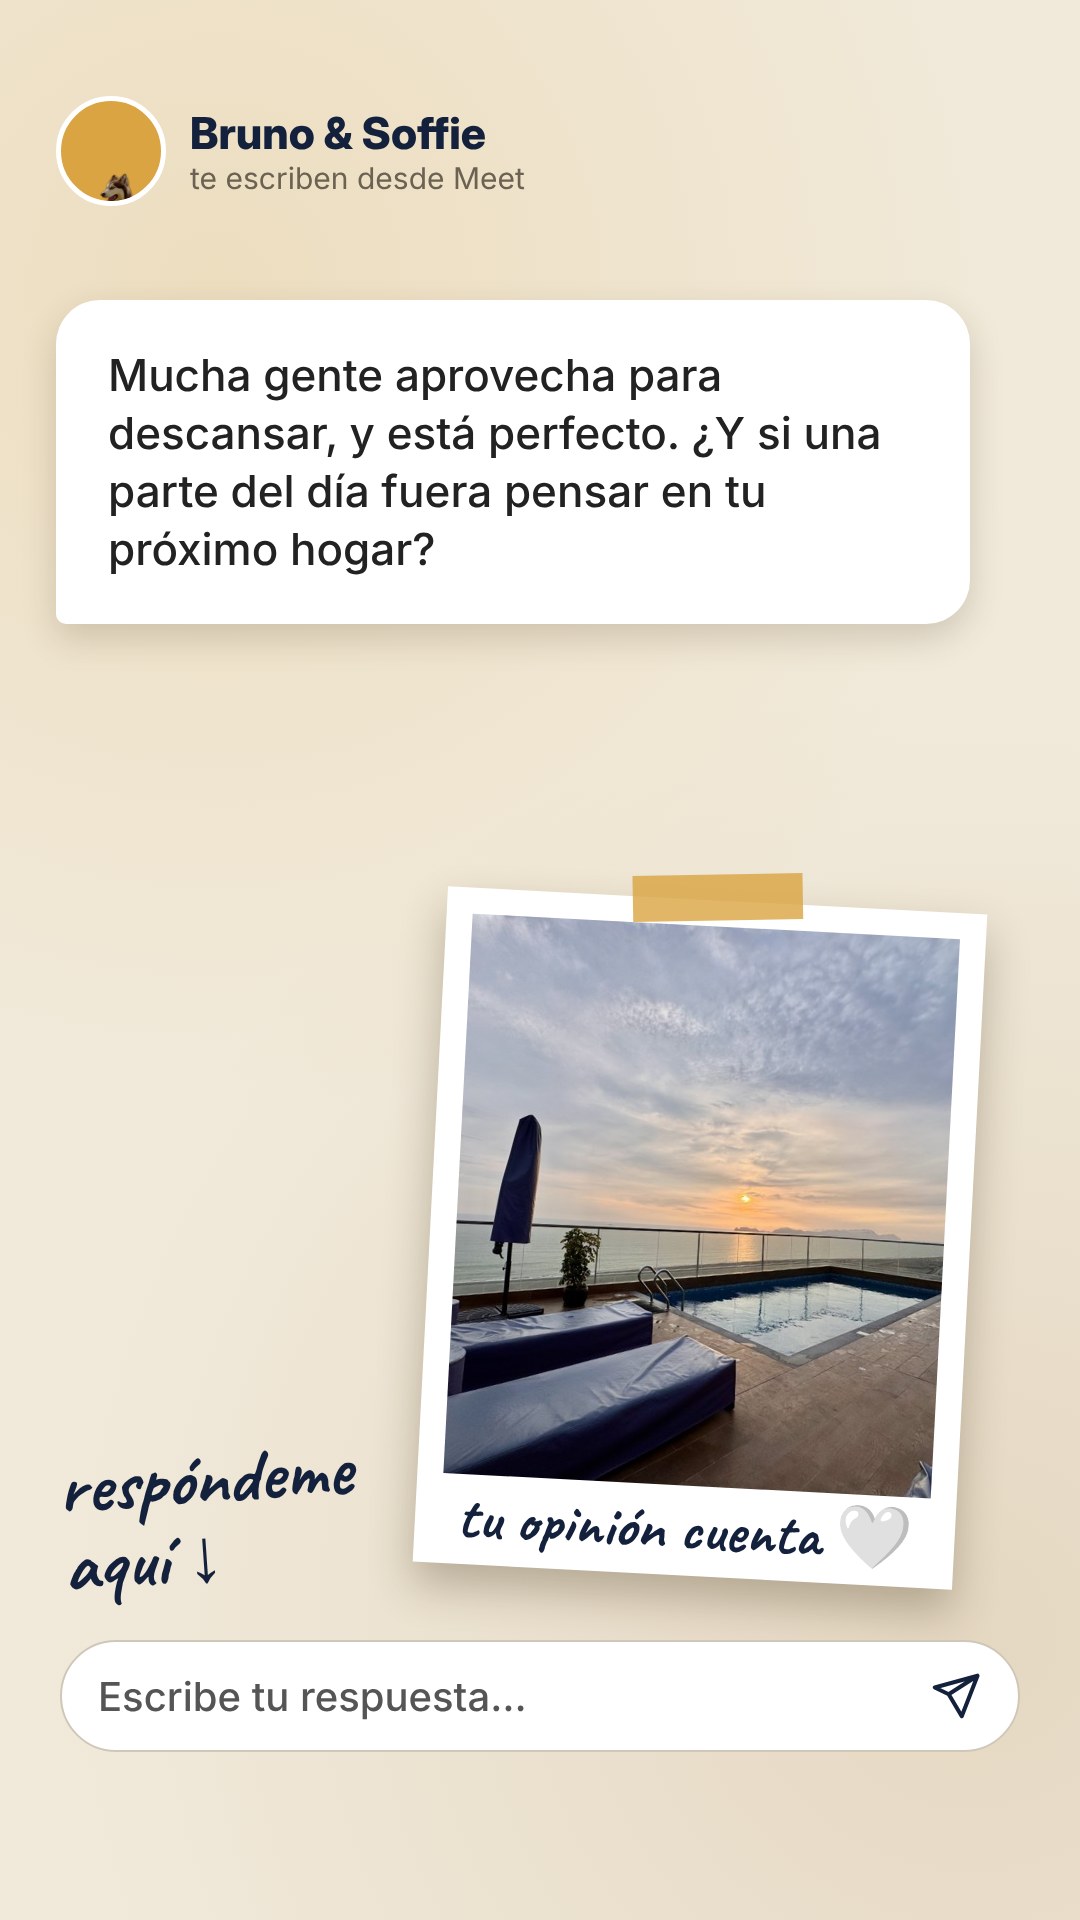 Bruno & Soffie
te escriben desde Meet
Mucha gente aprovecha para
descansar, y está perfecto. ¿Y si una
parte del día fuera pensar en tu
próximo hogar?
tu opinión cuenta 🤍
respóndeme
aquí ↓
Escribe tu respuesta...